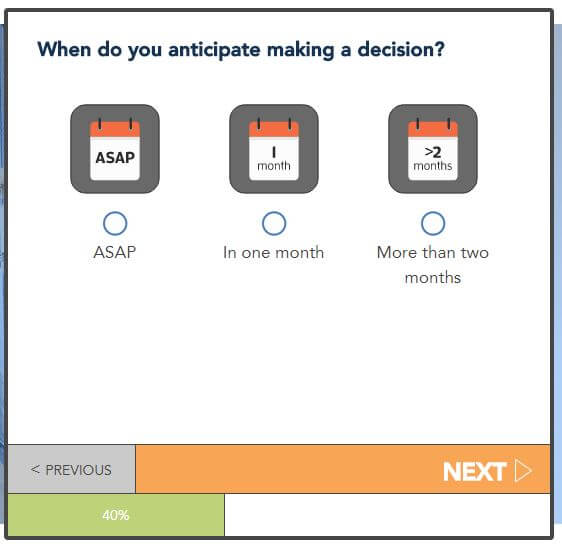 When do you anticipate making a decision?
ASAP
1
month
>2
months
ASAP
In one month
More than two
months
< PREVIOUS
NEXT
40%